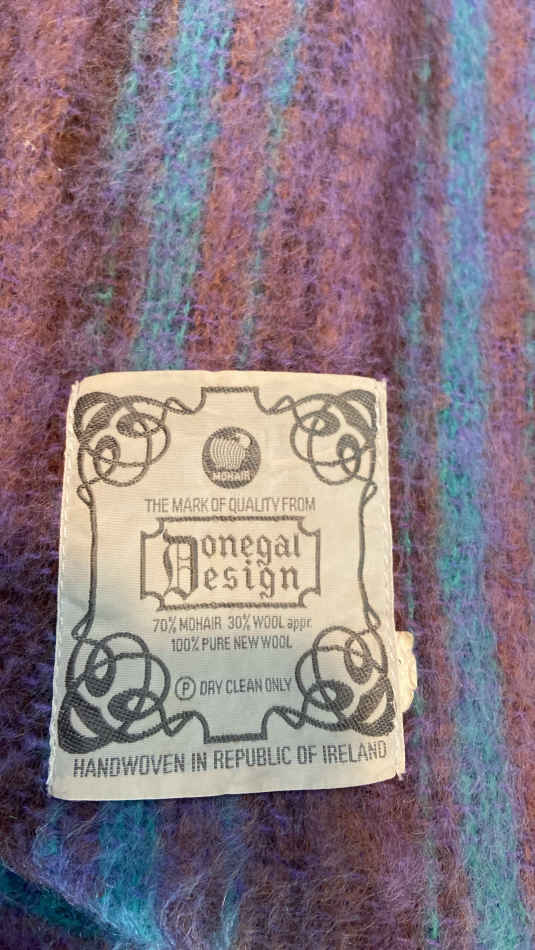 MOHAIR
THE MARK OF QUALITY FROM
Donegal
Design
70% MOHAIR 30% WOOL appr.
100% PURE NEW WOOL
P DRY CLEAN ONLY
HANDWOVEN IN REPUBLIC OF IRELAND